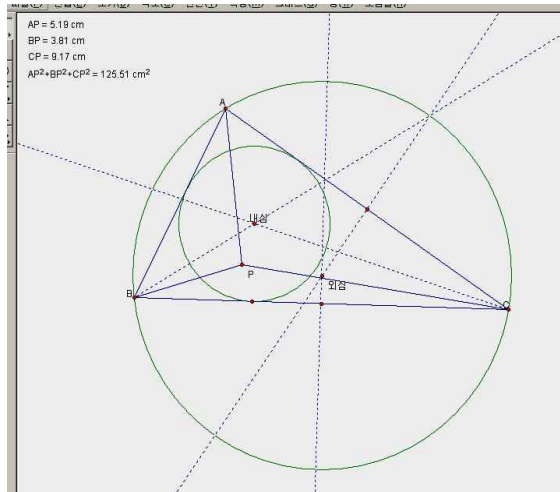 AP = 5.19 cm
BP = 3.81 cm
CP = 9.17 cm
AP²+BP²+CP² = 125.51 cm²
A
내심
P
외심
B
C